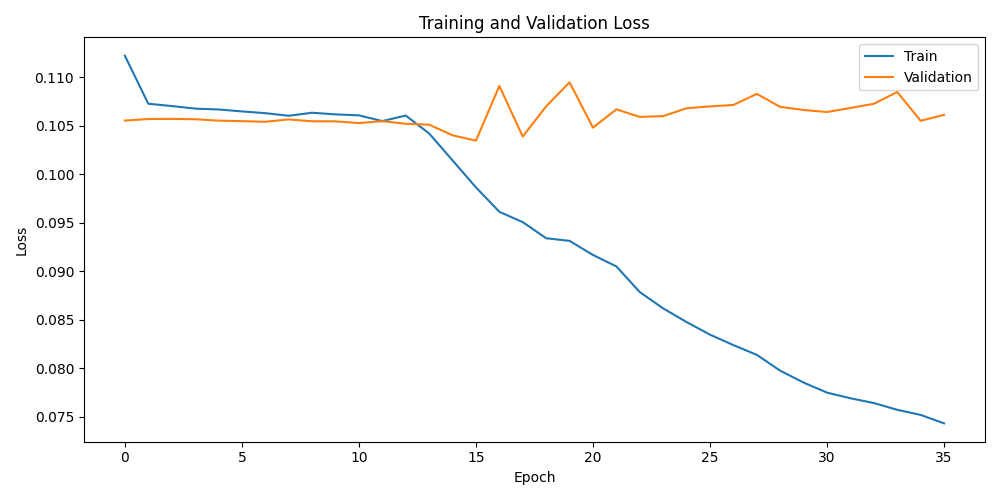 Training and Validation Loss
Train
Validation
0.110
0.105
0.100
0.095
0.090
0.085
0.080
0.075
Loss
0 5 10 15 20 25 30 35
Epoch